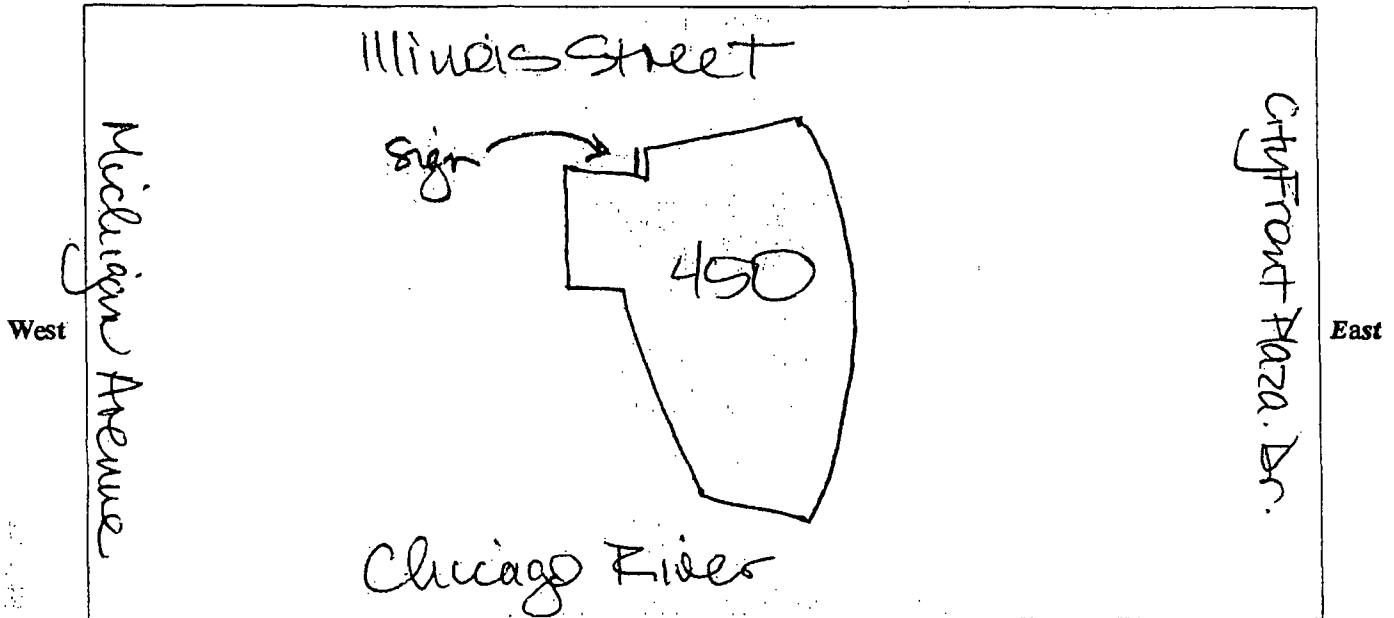 Illinois Street
sign
Michigan Avenue
450
CityFront Plaza. Dr.
West
East
Chicago River